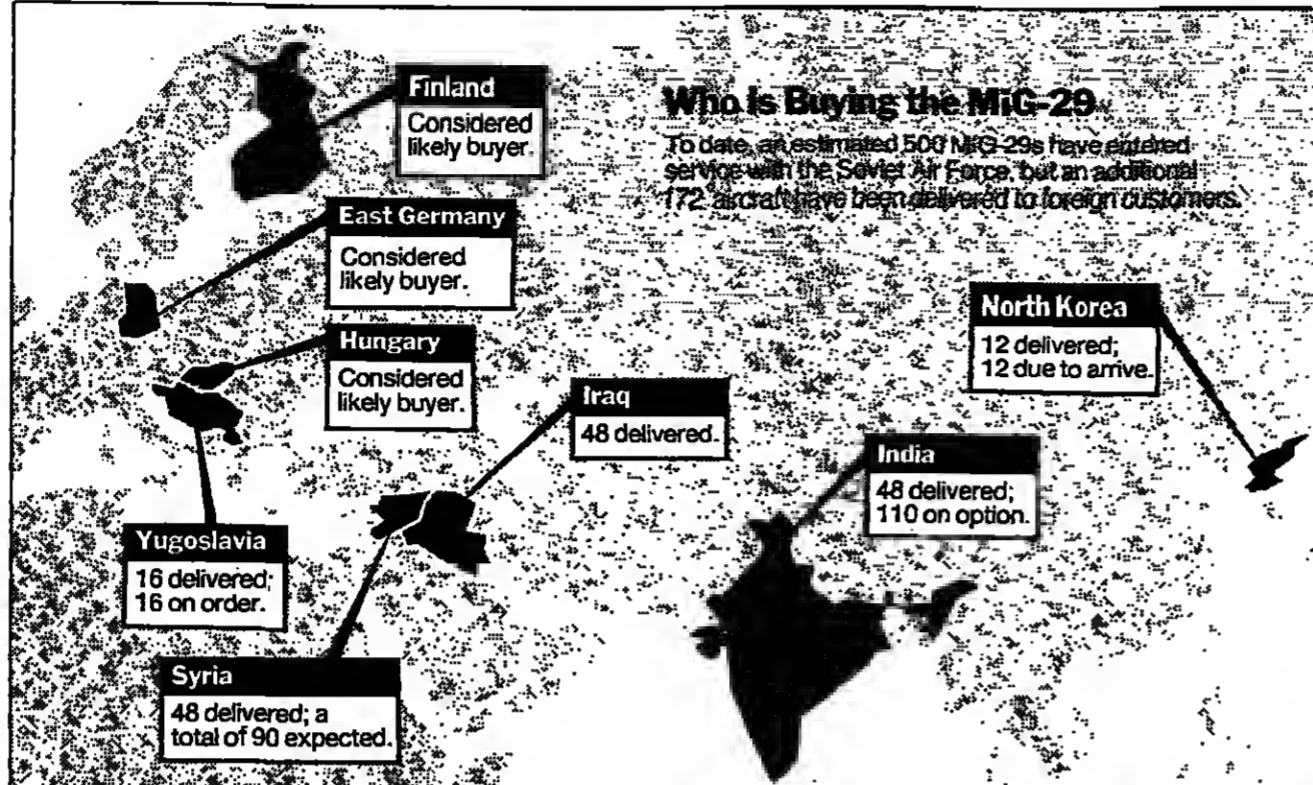 Who Is Buying the MiG-29
To date, an estimated 500 MiG-29s have entered
service with the Soviet Air Force, but an additional
172 aircraft have been delivered to foreign customers.
Finland
Considered
likely buyer.
East Germany
Considered
likely buyer.
Hungary
Considered
likely buyer.
Iraq
48 delivered.
North Korea
12 delivered;
12 due to arrive.
India
48 delivered;
110 on option.
Yugoslavia
16 delivered;
16 on order.
Syria
48 delivered; a
total of 90 expected.